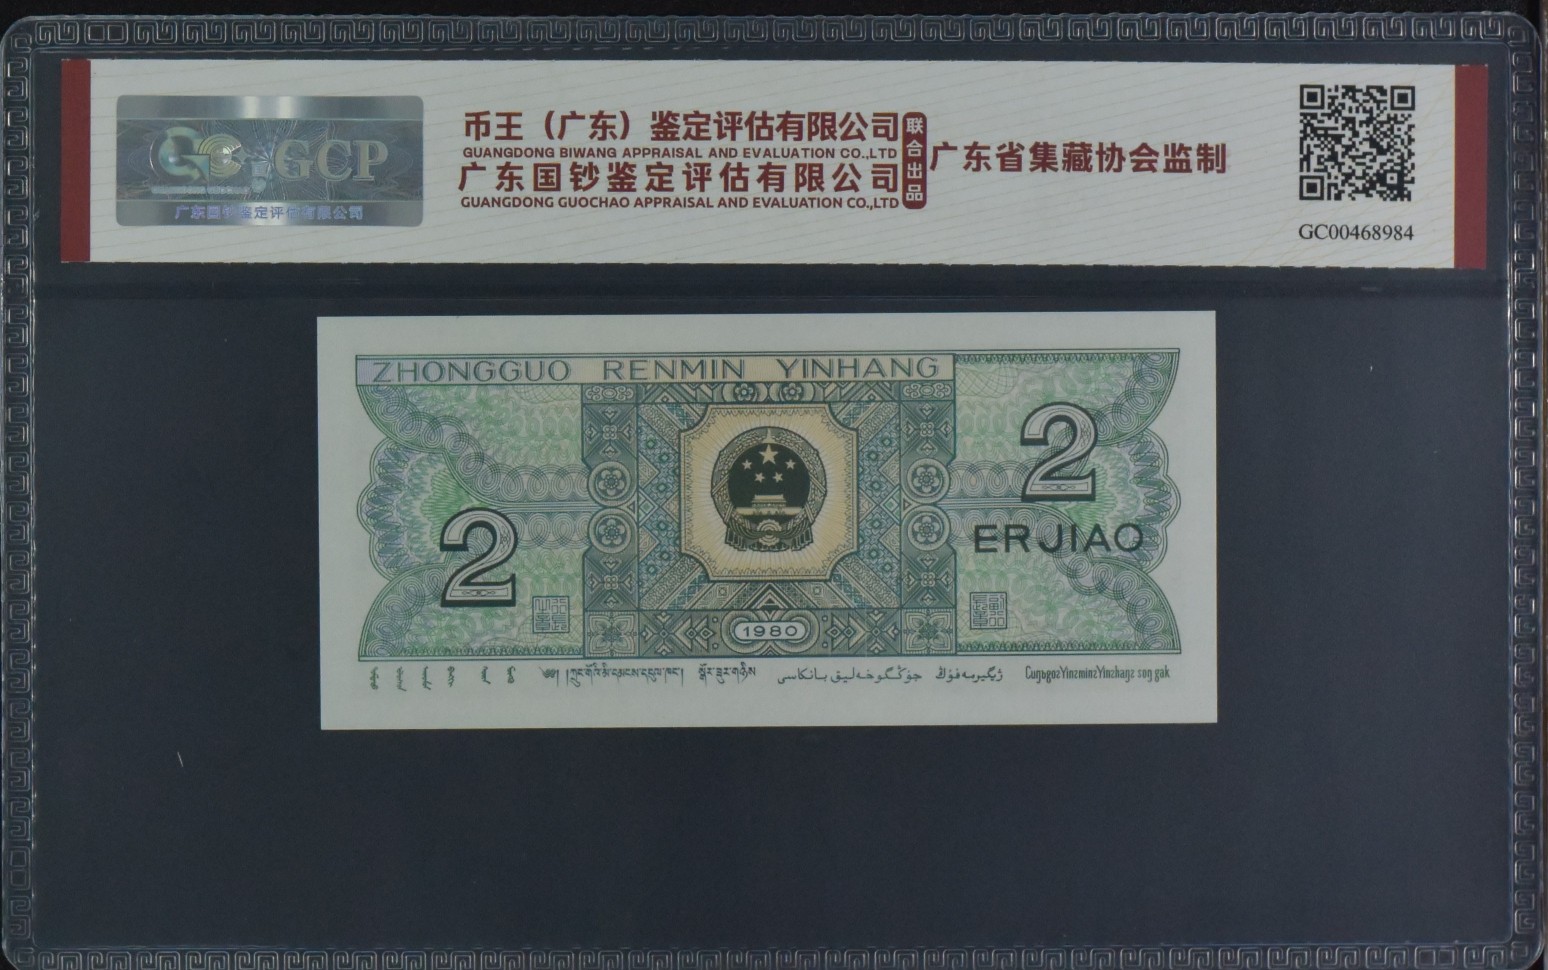 GCP
广东国钞鉴定评估有限公司
币王（广东）鉴定评估有限公司
GUANGDONG BIWANG APPRAISAL AND EVALUATION CO.,LTD
广东国钞鉴定评估有限公司
GUANGDONG GUOCHAO APPRAISAL AND EVALUATION CO.,LTD
联合出品
广东省集藏协会监制
GC00468984
ZHONGGUO RENMIN YINHANG
2
ERJIAO
2
1980
جۇڭگو خەلىق بانكاسى